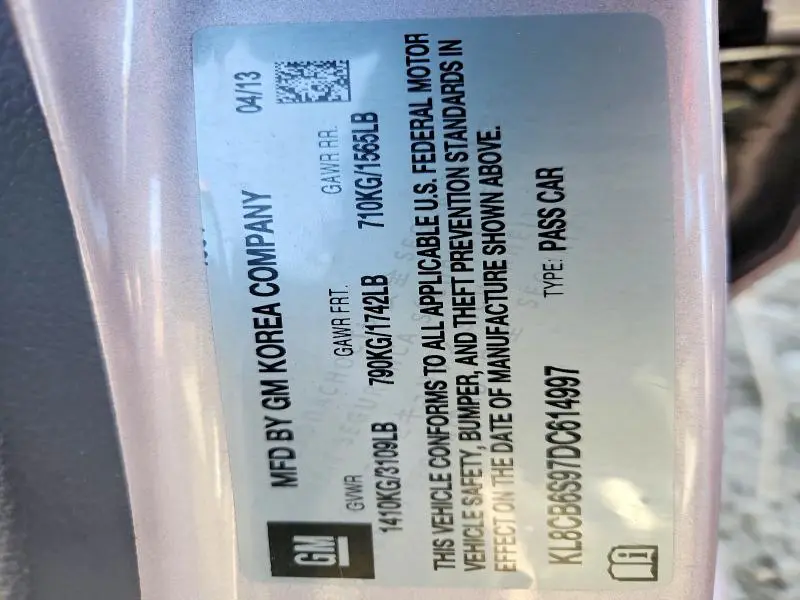 GM
MFD BY GM KOREA COMPANY 04/13
GVWR GAWR FRT. GAWR RR.
1410KG/3109LB 790KG/1742LB 710KG/1565LB
THIS VEHICLE CONFORMS TO ALL APPLICABLE U.S. FEDERAL MOTOR
VEHICLE SAFETY, BUMPER, AND THEFT PREVENTION STANDARDS IN
EFFECT ON THE DATE OF MANUFACTURE SHOWN ABOVE.
KL8CB6S97DC614997 TYPE: PASS CAR